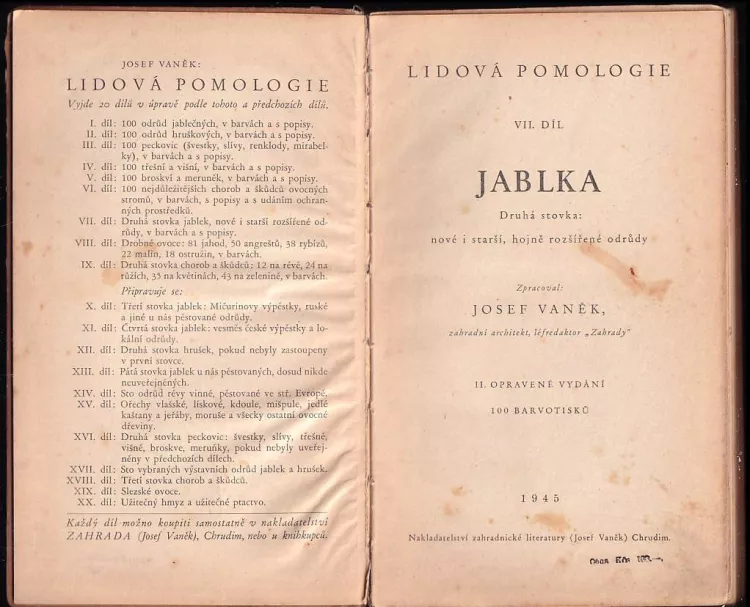 JOSEF VANĚK:
LIDOVÁ POMOLOGIE
Vyjde 20 dílů v úpravě podle tohoto a předchozích dílů.
I. díl: 100 odrůd jablečných, v barvách a s popisy.
II. díl: 100 odrůd hruškových, v barvách a s popisy.
III. díl: 100 peckovic (švestky, slívy, renklody, mirabel-
ky), v barvách a s popisy.
IV. díl: 100 třešní a višní, v barvách a s popisy.
V. díl: 100 broskví a meruněk, v barvách a s popisy.
VI. díl: 100 nejdůležitějších chorob a škůdců ovocných
stromů, v barvách, s popisy a s udáním ochran-
ných prostředků.
VII. díl: Druhá stovka jablek, nové i starší rozšířené od-
růdy, v barvách a s popisy.
VIII. díl: Drobné ovoce: 81 jahod, 50 angreštů, 38 rybízů,
22 malin, 18 ostružin, v barvách.
IX. díl: Druhá stovka chorob a škůdců: 12 na révě, 24 na
růžích, 35 na květinách, 43 na zelenině, v barvách.
Připravuje se:
X. díl: Třetí stovka jablek: Mičurinovy výpěstky, ruské
a jiné u nás pěstované odrůdy.
XI. díl: Čtvrtá stovka jablek: vesměs české výpěstky a lo-
kální odrůdy.
XII. díl: Druhá stovka hrušek, pokud nebyly zastoupeny
v první stovce.
XIII. díl: Pátá stovka jablek u nás pěstovaných, dosud nikde
neuveřejněných.
XIV. díl: Sto odrůd révy vinné, pěstované ve stř. Evropě.
XV. díl: Ořechy vlašské, lískové, kdoule, mišpule, jedlé
kaštany a jeřáby, moruše a všecky ostatní ovocné
dřeviny.
XVI. díl: Druhá stovka peckovic: švestky, slívy, třešně,
višně, broskve, meruňky, pokud nebyly uveřej-
něny v předchozích dílech.
XVII. díl: Sto vybraných výstavních odrůd jablek a hrušek.
XVIII. díl: Třetí stovka chorob a škůdců.
XIX. díl: Slezské ovoce.
XX. díl: Užitečný hmyz a užitečné ptactvo.
Každý díl možno koupiti samostatně v nakladatelství
ZAHRADA (Josef Vaněk), Chrudim, nebo u knihkupců.
LIDOVÁ POMOLOGIE
VII. DÍL
JABLKA
Druhá stovka:
nové i starší, hojně rozšířené odrůdy
Zpracoval:
JOSEF VANĚK,
zahradní architekt, šéfredaktor „Zahrady"
II. OPRAVENÉ VYDÁNÍ
100 BARVOTISKŮ
1945
Nakladatelství zahradnické literatury (Josef Vaněk) Chrudim.
Cena Kčs